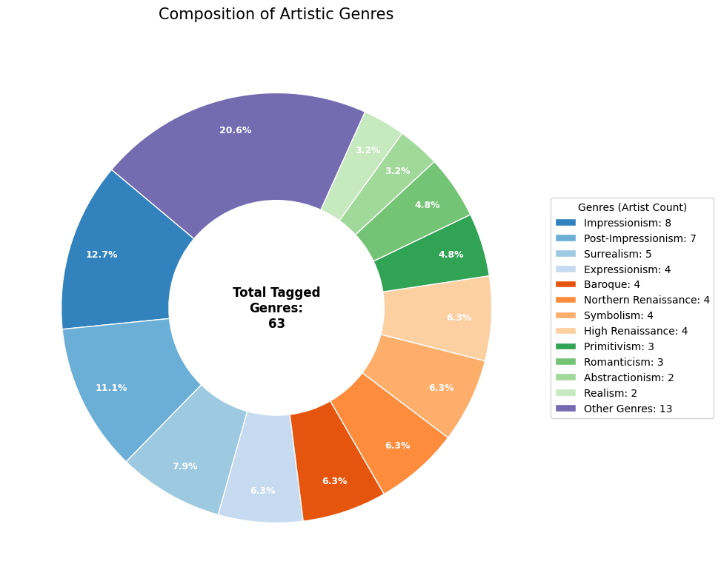 Composition of Artistic Genres
20.6%
3.2%
3.2%
4.8%
4.8%
6.3%
6.3%
6.3%
6.3%
6.3%
7.9%
11.1%
12.7%
Total Tagged
Genres:
63
Genres (Artist Count)
Impressionism: 8
Post-Impressionism: 7
Surrealism: 5
Expressionism: 4
Baroque: 4
Northern Renaissance: 4
Symbolism: 4
High Renaissance: 4
Primitivism: 3
Romanticism: 3
Abstractionism: 2
Realism: 2
Other Genres: 13